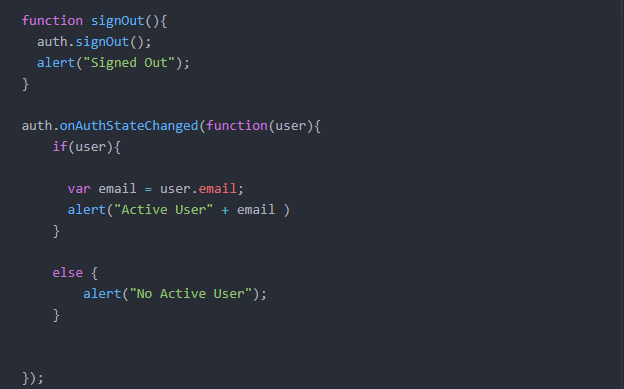 function signOut(){
auth.signOut();
alert("Signed Out");
}
auth.onAuthStateChanged(function(user){
if(user){
var email = user.email;
alert("Active User" + email )
}
else {
alert("No Active User");
}
});